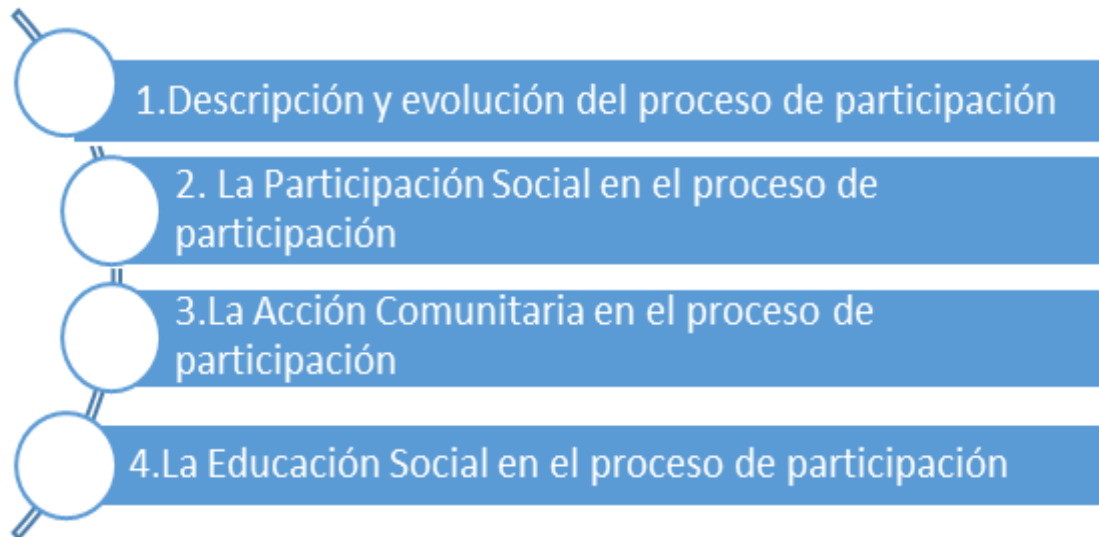 1.Descripción y evolución del proceso de participación
2. La Participación Social en el proceso de
participación
3.La Acción Comunitaria en el proceso de
participación
4.La Educación Social en el proceso de participación